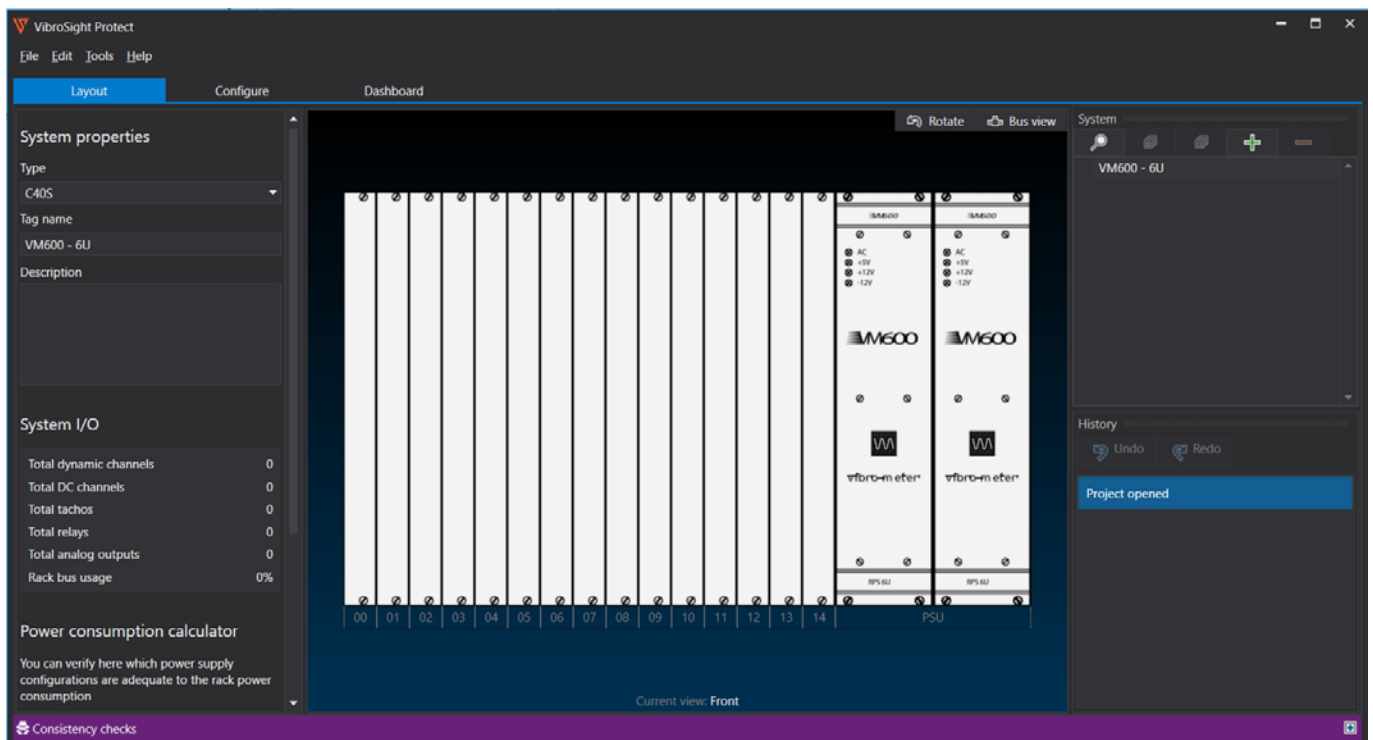 VibroSight Protect
File Edit Tools Help
Layout Configure Dashboard
System properties
Type
C40S
Tag name
VM600 - 6U
Description
System I/O
Total dynamic channels 0
Total DC channels 0
Total tachos 0
Total relays 0
Total analog outputs 0
Rack bus usage 0%
Power consumption calculator
You can verify here which power supply
configurations are adequate to the rack power
consumption
Rotate Bus view
VM600 VM600
AC AC
+5V +5V
+12V +12V
-12V -12V
VM600 VM600
vibro-meter vibro-meter
RPS 6U RPS 6U
00 01 02 03 04 05 06 07 08 09 10 11 12 13 14 PSU
Current view: Front
System
VM600 - 6U
History
Undo Redo
Project opened
Consistency checks